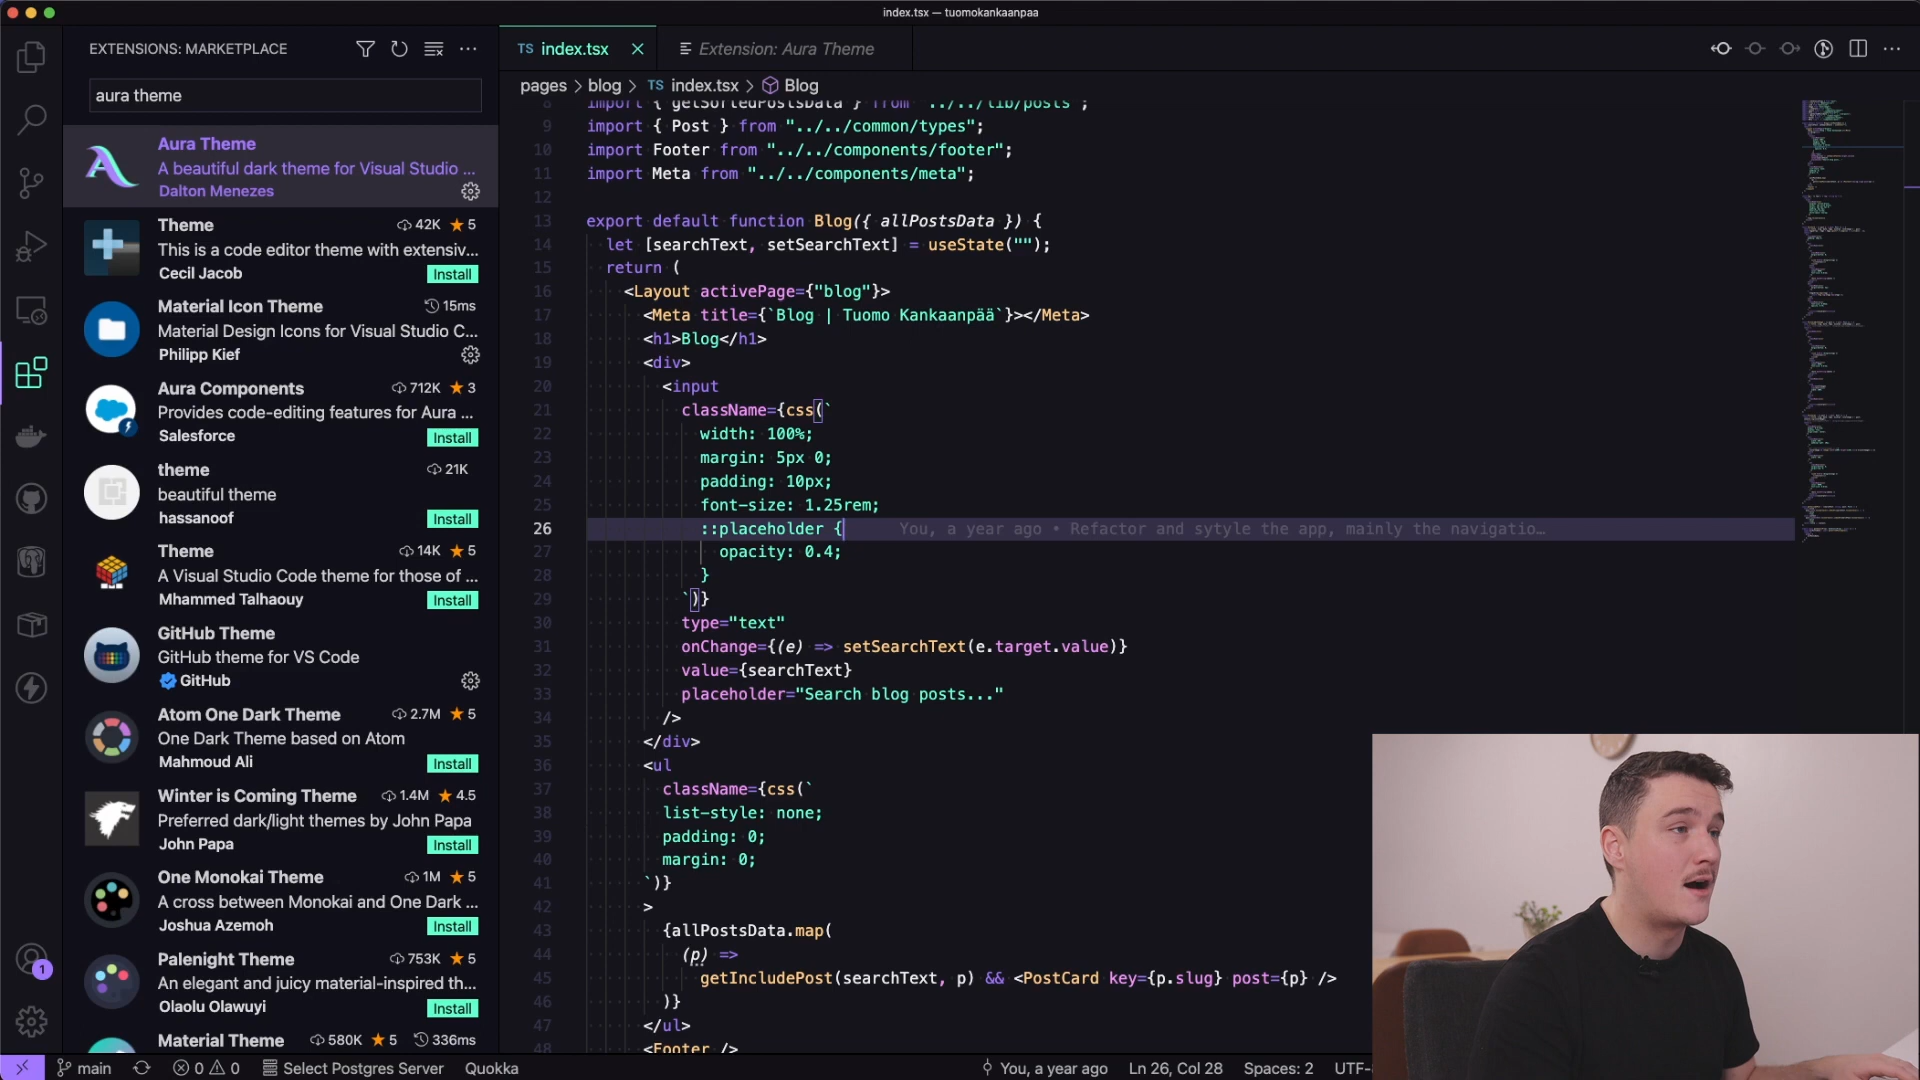 index.tsx — tuomokankaanpaa
EXTENSIONS: MARKETPLACE
aura theme
Aura Theme
A beautiful dark theme for Visual Studio ...
Dalton Menezes
Theme 42K 5
This is a code editor theme with extensiv...
Cecil Jacob Install
Material Icon Theme 15ms
Material Design Icons for Visual Studio C...
Philipp Kief
Aura Components 712K 3
Provides code-editing features for Aura ...
Salesforce Install
theme 21K
beautiful theme
hassanoof Install
Theme 14K 5
A Visual Studio Code theme for those of ...
Mhammed Talhaouy Install
GitHub Theme
GitHub theme for VS Code
GitHub
Atom One Dark Theme 2.7M 5
One Dark Theme based on Atom
Mahmoud Ali Install
Winter is Coming Theme 1.4M 4.5
Preferred dark/light themes by John Papa
John Papa Install
One Monokai Theme 1M 5
A cross between Monokai and One Dark ...
Joshua Azemoh Install
Palenight Theme 753K 5
An elegant and juicy material-inspired th...
Olaolu Olawuyi Install
Material Theme 580K 5 336ms
1
TS index.tsx Extension: Aura Theme
pages > blog > TS index.tsx > Blog
8 import { getSortedPostsData } from "../../lib/posts";
9 import { Post } from "../../common/types";
10 import Footer from "../../components/footer";
11 import Meta from "../../components/meta";
12
13 export default function Blog({ allPostsData }) {
14 let [searchText, setSearchText] = useState("");
15 return (
16 <Layout activePage={"blog"}>
17 <Meta title={`Blog | Tuomo Kankaanpää`}></Meta>
18 <h1>Blog</h1>
19 <div>
20 <input
21 className={css(`
22 width: 100%;
23 margin: 5px 0;
24 padding: 10px;
25 font-size: 1.25rem;
26 ::placeholder { You, a year ago • Refactor and sytyle the app, mainly the navigatio…
27 opacity: 0.4;
28 }
29 `)}
30 type="text"
31 onChange={(e) => setSearchText(e.target.value)}
32 value={searchText}
33 placeholder="Search blog posts..."
34 />
35 </div>
36 <ul
37 className={css(`
38 list-style: none;
39 padding: 0;
40 margin: 0;
41 `)}
42 >
43 {allPostsData.map(
44 (p) =>
45 getIncludePost(searchText, p) && <PostCard key={p.slug} post={p} />
46 )}
47 </ul>
48 <Footer />
main 0 0 Select Postgres Server Quokka You, a year ago Ln 26, Col 28 Spaces: 2 UTF-